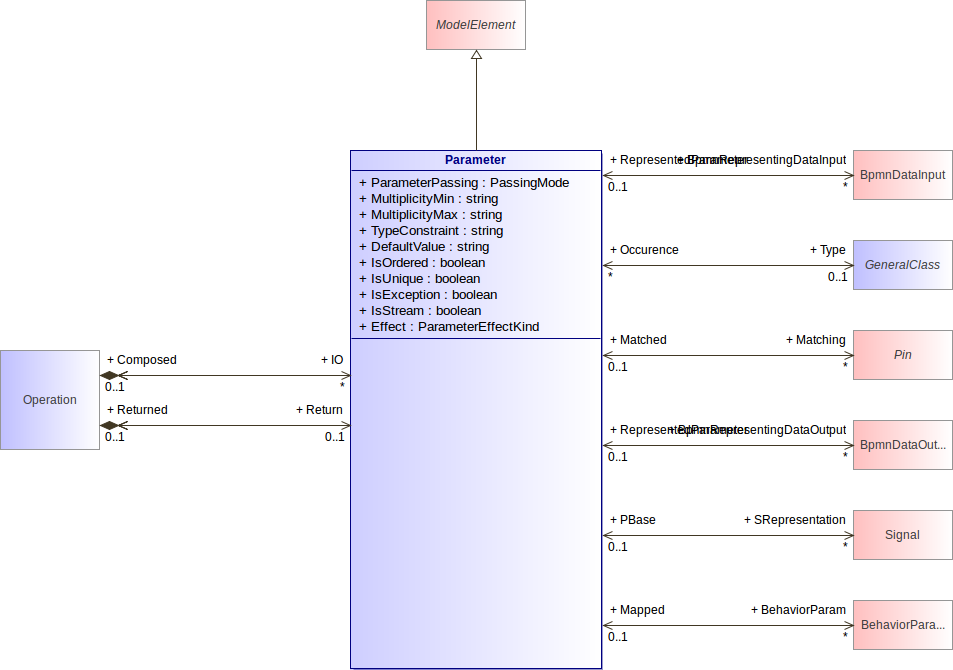 ModelElement
Parameter
+ ParameterPassing : PassingMode
+ MultiplicityMin : string
+ MultiplicityMax : string
+ TypeConstraint : string
+ DefaultValue : string
+ IsOrdered : boolean
+ IsUnique : boolean
+ IsException : boolean
+ IsStream : boolean
+ Effect : ParameterEffectKind
Operation
+ Composed
+ IO
0..1
*
+ Returned
+ Return
0..1
0..1
+ RepresentedParameter
+ BpmnRepresentingDataInput
0..1
*
BpmnDataInput
+ Occurence
+ Type
*
0..1
GeneralClass
+ Matched
+ Matching
0..1
*
Pin
+ RepresentedParameter
+ BpmnRepresentingDataOutput
0..1
*
BpmnDataOut...
+ PBase
+ SRepresentation
0..1
*
Signal
+ Mapped
+ BehaviorParam
0..1
*
BehaviorPara...